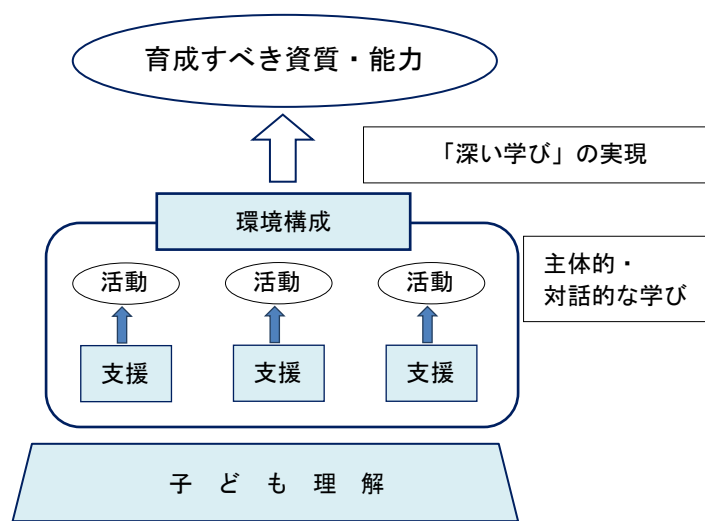 育成すべき資質・能力
「深い学び」の実現
環境構成
主体的・
対話的な学び
活動 活動 活動
支援 支援 支援
子ども理解